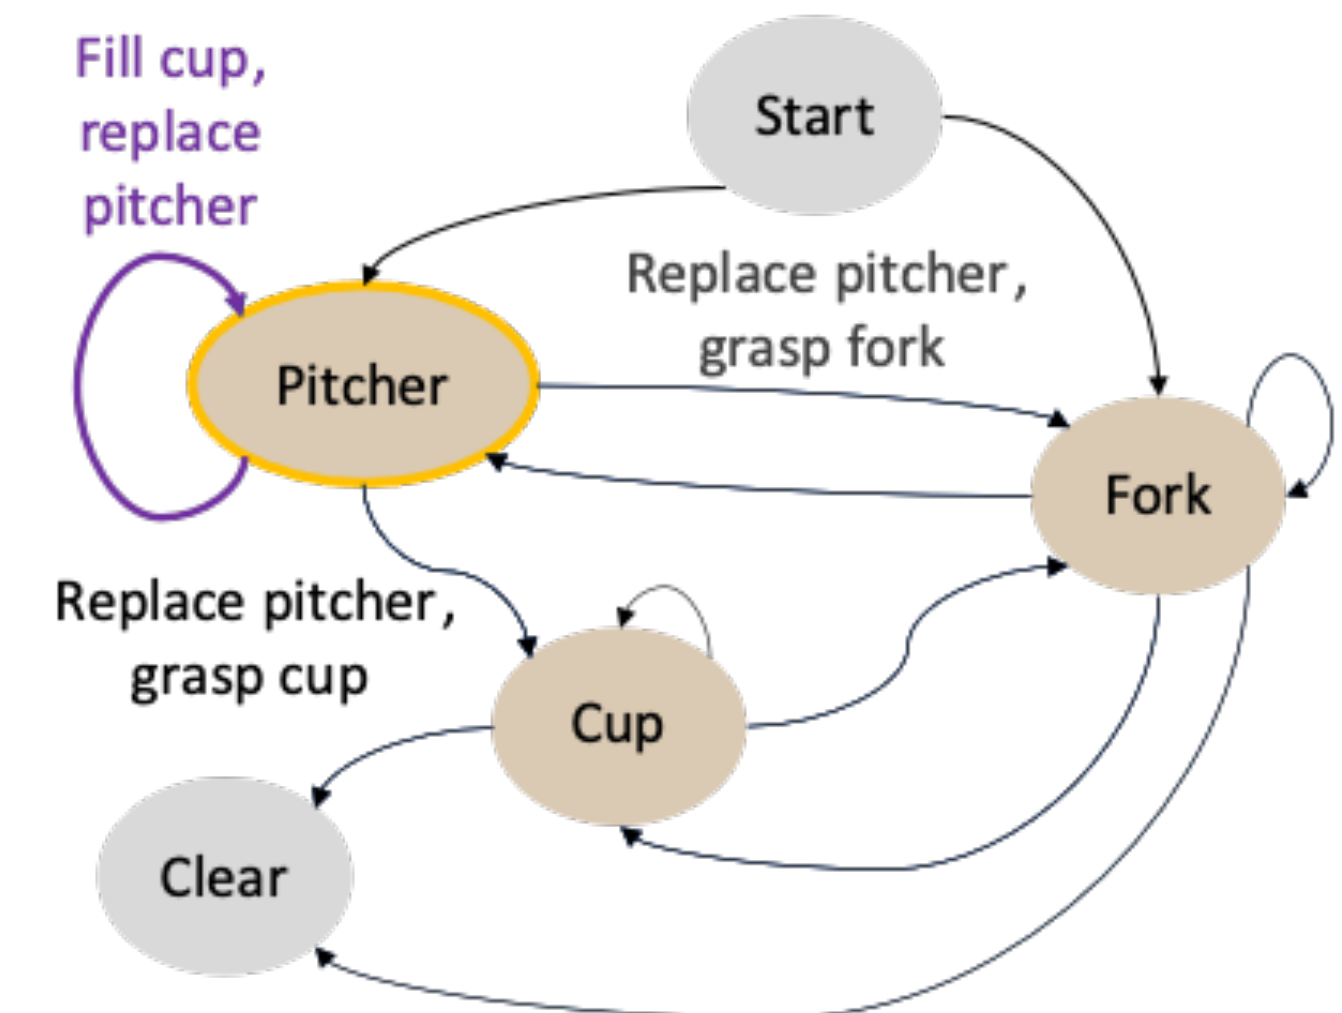 Fill cup,
replace
pitcher
Start
Replace pitcher,
grasp fork
Pitcher
Fork
Replace pitcher,
grasp cup
Cup
Clear